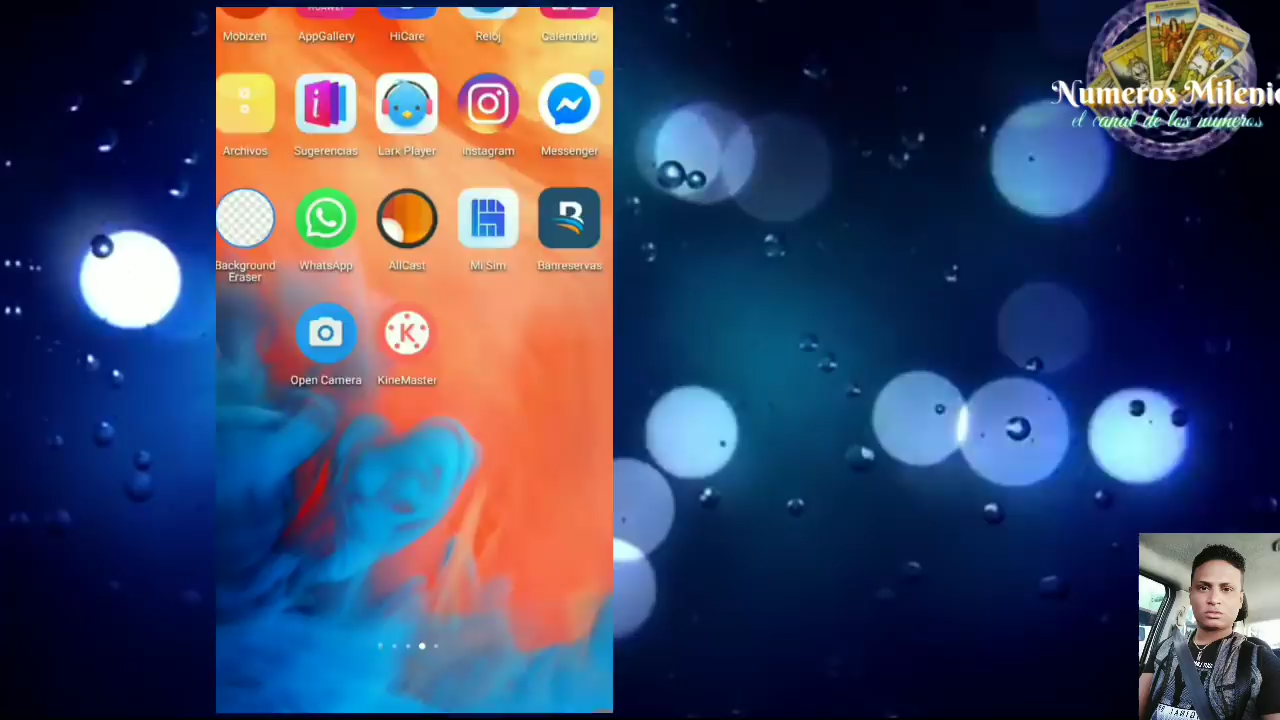 Mobizen AppGallery HiCare Reloj Calendario
Archivos Sugerencias Lark Player Instagram Messenger
Background Eraser WhatsApp AllCast Mi Sim Banreservas
Open Camera KineMaster
Numeros Milenio
el canal de los numeros